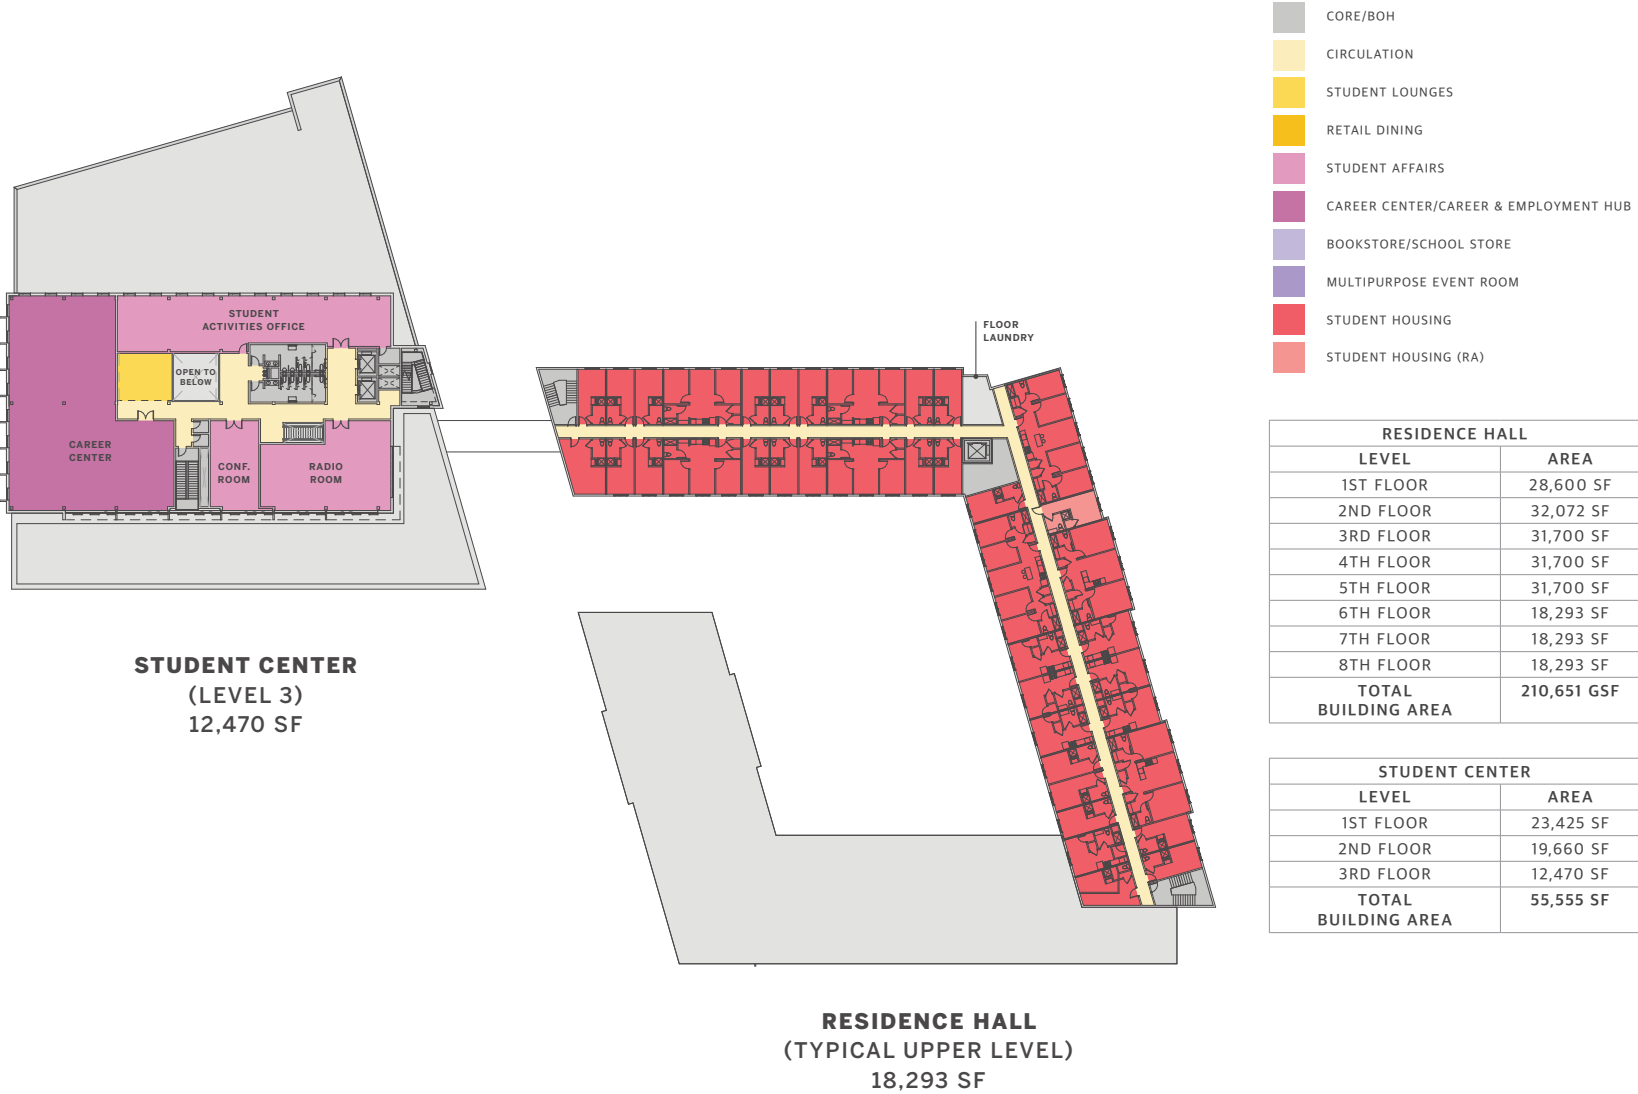 CORE/BOH
CIRCULATION
STUDENT LOUNGES
RETAIL DINING
STUDENT AFFAIRS
CAREER CENTER/CAREER & EMPLOYMENT HUB
BOOKSTORE/SCHOOL STORE
MULTIPURPOSE EVENT ROOM
STUDENT HOUSING
STUDENT HOUSING (RA)
STUDENT
ACTIVITIES OFFICE
OPEN TO
BELOW
CAREER
CENTER
CONF.
ROOM
RADIO
ROOM
FLOOR
LAUNDRY
STUDENT CENTER
(LEVEL 3)
12,470 SF
RESIDENCE HALL
(TYPICAL UPPER LEVEL)
18,293 SF
RESIDENCE HALL
LEVEL AREA
1ST FLOOR 28,600 SF
2ND FLOOR 32,072 SF
3RD FLOOR 31,700 SF
4TH FLOOR 31,700 SF
5TH FLOOR 31,700 SF
6TH FLOOR 18,293 SF
7TH FLOOR 18,293 SF
8TH FLOOR 18,293 SF
TOTAL 210,651 GSF
BUILDING AREA
STUDENT CENTER
LEVEL AREA
1ST FLOOR 23,425 SF
2ND FLOOR 19,660 SF
3RD FLOOR 12,470 SF
TOTAL 55,555 SF
BUILDING AREA